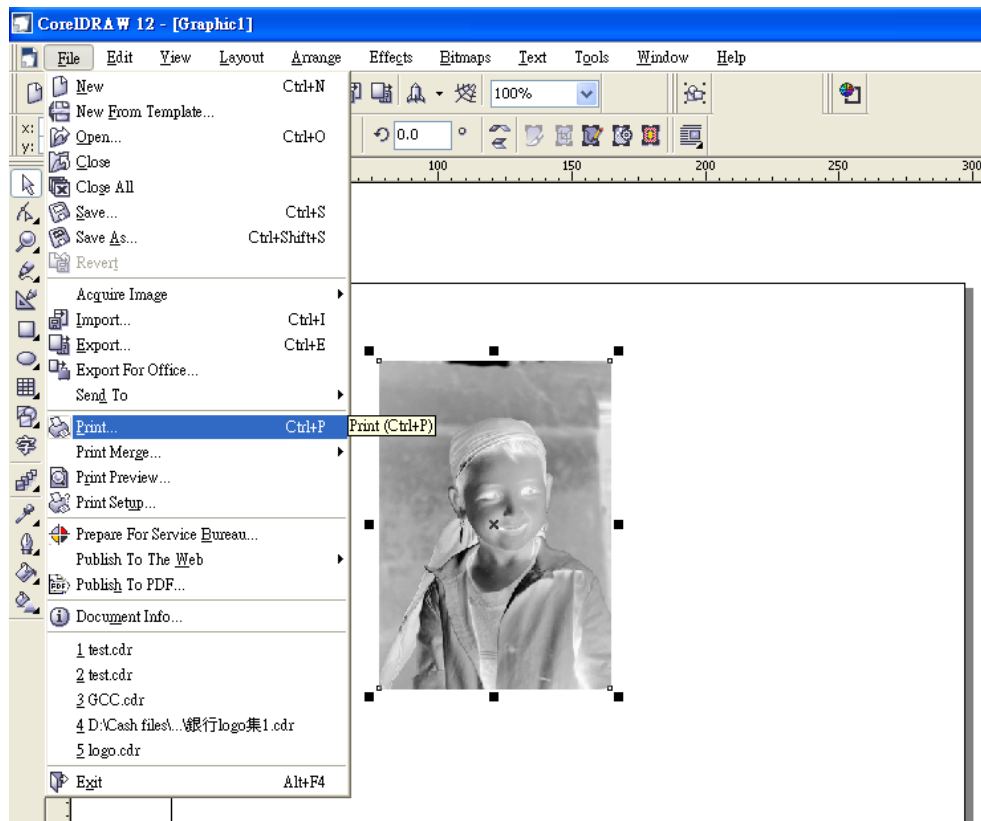 CorelDRAW 12 - [Graphic1]
File Edit View Layout Arrange Effects Bitmaps Text Tools Window Help
New Ctrl+N
100%
New From Template...
x:
Open... Ctrl+O
0.0 °
y:
Close
100 150 200 250 300
Close All
Save... Ctrl+S
Save As... Ctrl+Shift+S
Revert
Acquire Image
Import... Ctrl+I
Export... Ctrl+E
Export For Office...
Send To
Print... Ctrl+P
Print (Ctrl+P)
Print Merge...
字
Print Preview...
Print Setup...
Prepare For Service Bureau...
Publish To The Web
PDF
Publish To PDF...
Document Info...
1 test.cdr
2 test.cdr
3 GCC.cdr
4 D:\Cash files\...\銀行logo集1.cdr
5 logo.cdr
Exit Alt+F4